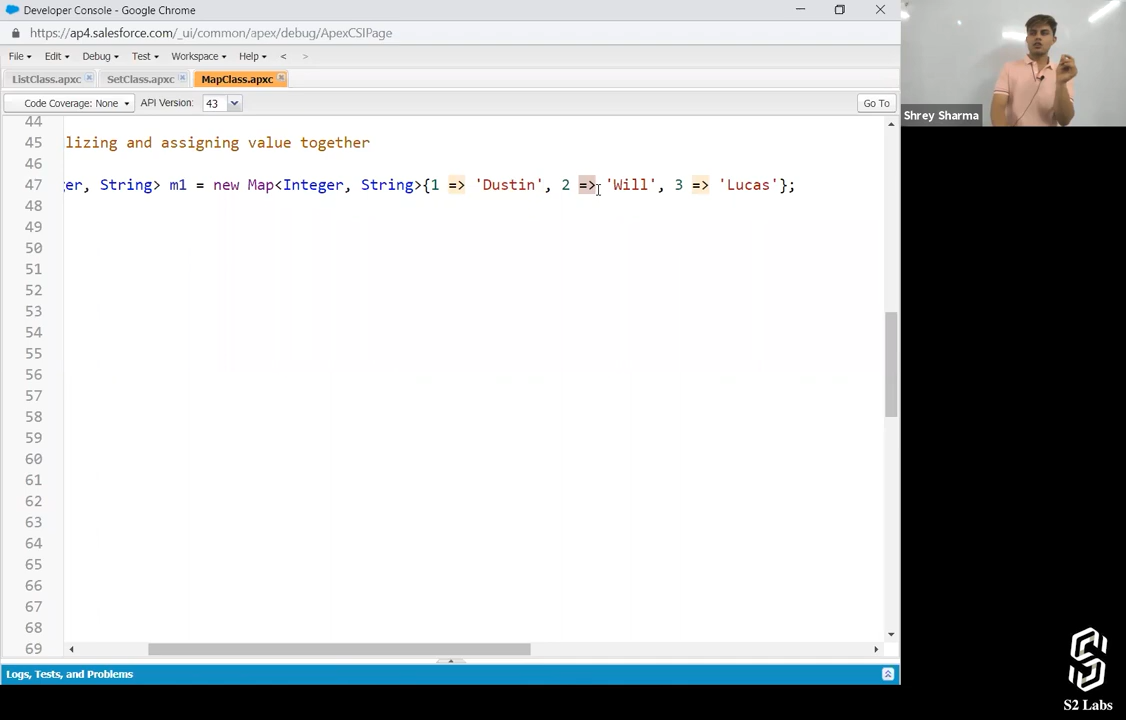 Developer Console - Google Chrome
https://ap4.salesforce.com/_ui/common/apex/debug/ApexCSIPage
File Edit Debug Test Workspace Help < >
ListClass.apxc SetClass.apxc MapClass.apxc
Code Coverage: None API Version: 43 Go To
Shrey Sharma
44
45 lizing and assigning value together
46
47 er, String> m1 = new Map<Integer, String>{1 => 'Dustin', 2 => 'Will', 3 => 'Lucas'};
48
49
50
51
52
53
54
55
56
57
58
59
60
61
62
63
64
65
66
67
68
69
Logs, Tests, and Problems
S2 Labs